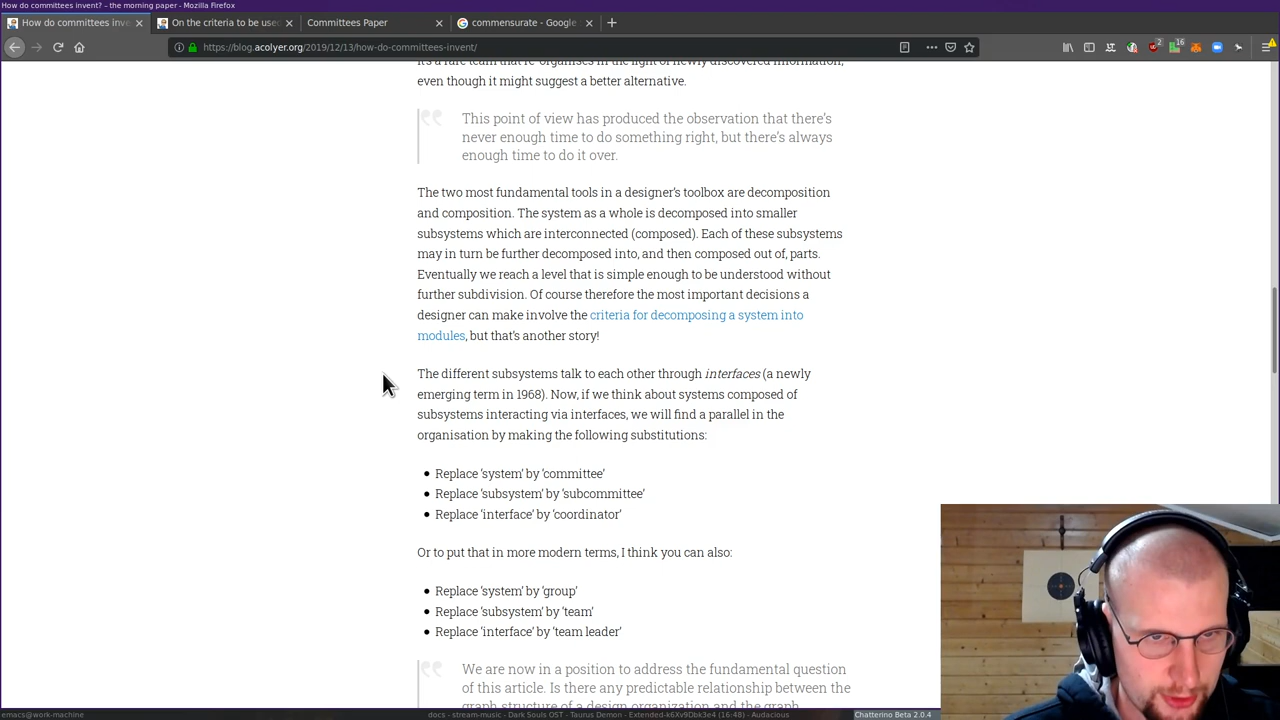 How do committees invent? – the morning paper - Mozilla Firefox
How do committees inve
On the criteria to be use
Committees Paper
commensurate - Google
https://blog.acolyer.org/2019/12/13/how-do-committees-invent/
2
16
it's a rare team that re-organises in the light of newly discovered information,
even though it might suggest a better alternative.
This point of view has produced the observation that there's
never enough time to do something right, but there's always
enough time to do it over.
The two most fundamental tools in a designer's toolbox are decomposition
and composition. The system as a whole is decomposed into smaller
subsystems which are interconnected (composed). Each of these subsystems
may in turn be further decomposed into, and then composed out of, parts.
Eventually we reach a level that is simple enough to be understood without
further subdivision. Of course therefore the most important decisions a
designer can make involve the criteria for decomposing a system into
modules, but that's another story!
The different subsystems talk to each other through interfaces (a newly
emerging term in 1968). Now, if we think about systems composed of
subsystems interacting via interfaces, we will find a parallel in the
organisation by making the following substitutions:
Replace 'system' by 'committee'
Replace 'subsystem' by 'subcommittee'
Replace 'interface' by 'coordinator'
Or to put that in more modern terms, I think you can also:
Replace 'system' by 'group'
Replace 'subsystem' by 'team'
Replace 'interface' by 'team leader'
We are now in a position to address the fundamental question
of this article. Is there any predictable relationship between the
graph structure of a design organization and the graph
emacs@work-machine
docs - stream-music - Dark Souls OST - Taurus Demon - Extended-k6Xv9Dbk3e4 (16:48) - Audacious
Chatterino Beta 2.0.4